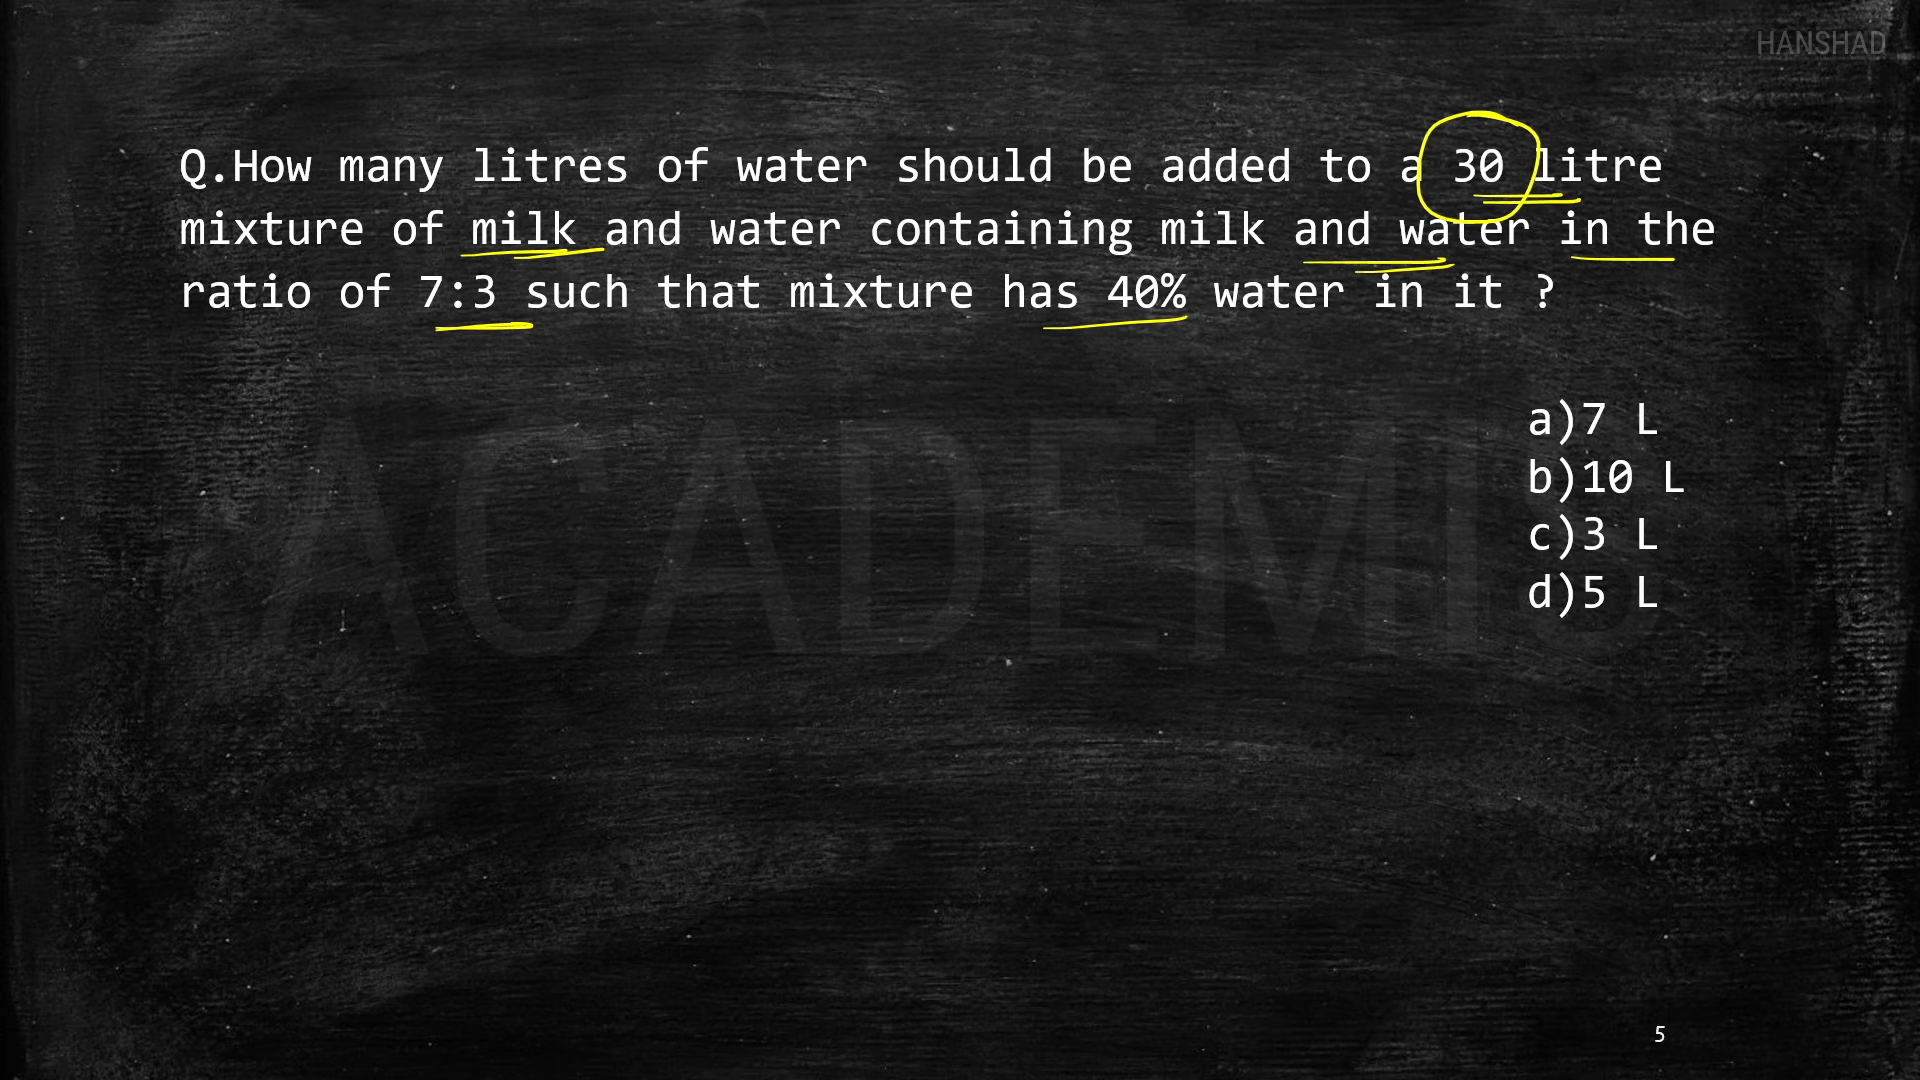 HANSHAD
Q.How many litres of water should be added to a 30 litre
mixture of milk and water containing milk and water in the
ratio of 7:3 such that mixture has 40% water in it ?
a)7 L
b)10 L
c)3 L
d)5 L
ACADEMIC
5